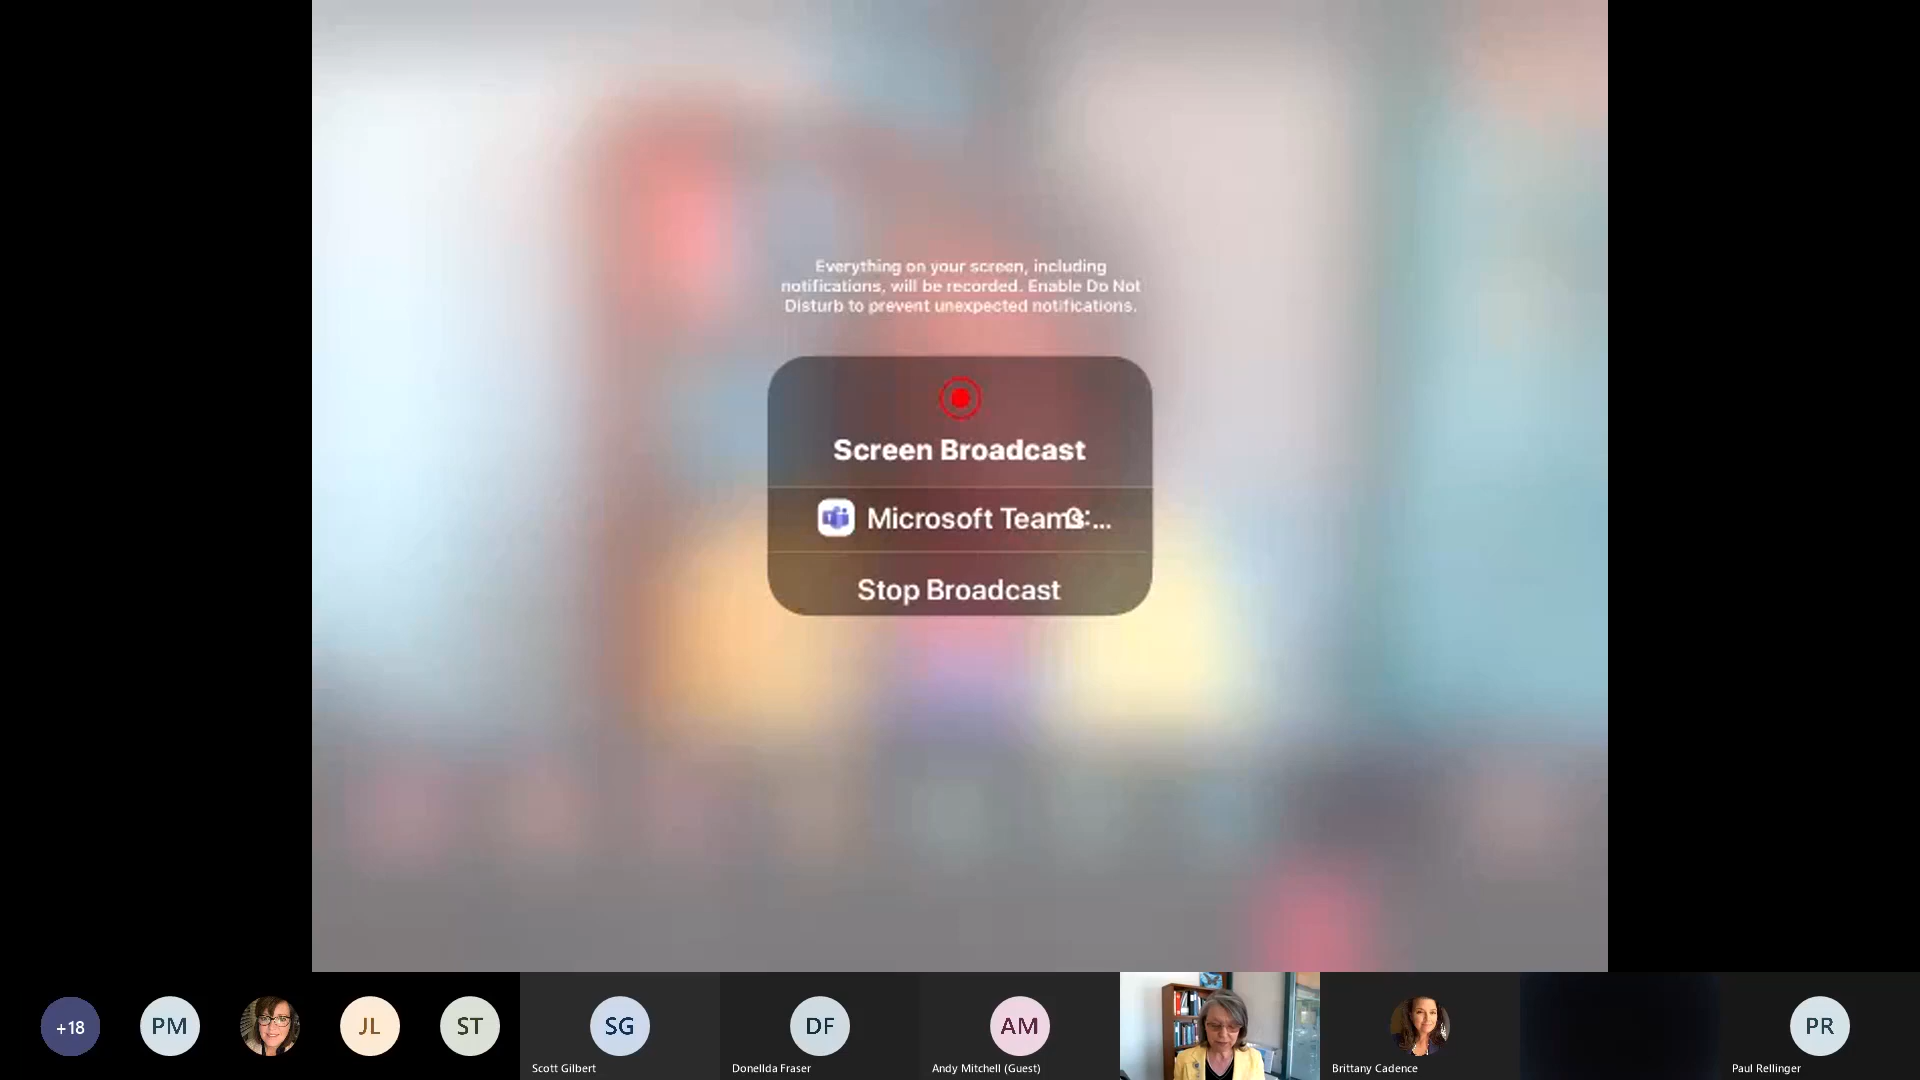 Everything on your screen, including
notifications, will be recorded. Enable Do Not
Disturb to prevent unexpected notifications.
Screen Broadcast
Microsoft Teams:...
Stop Broadcast
+18
PM
JL
ST
SG
DF
AM
PR
Scott Gilbert
Donellda Fraser
Andy Mitchell (Guest)
Brittany Cadence
Paul Rellinger